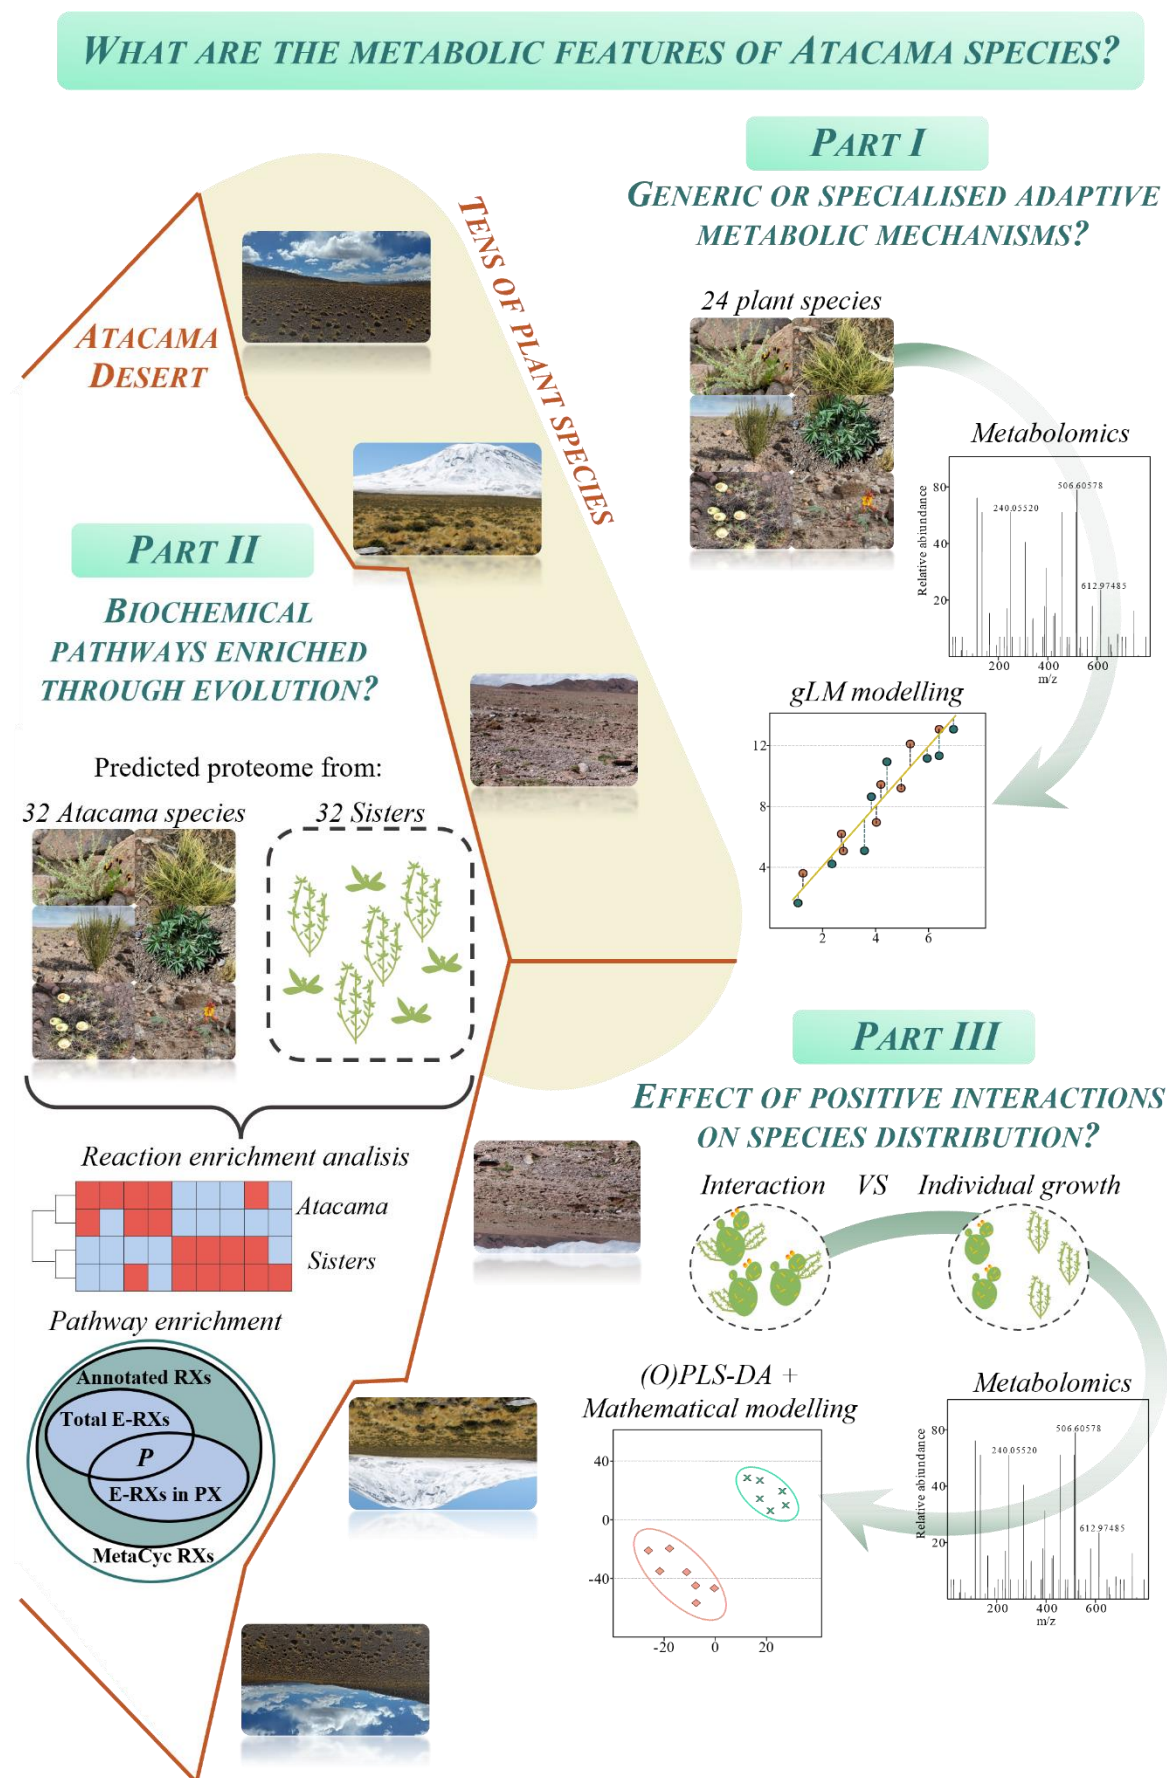 WHAT ARE THE METABOLIC FEATURES OF ATACAMA SPECIES?
PART I
GENERIC OR SPECIALISED ADAPTIVE
METABOLIC MECHANISMS?
24 plant species
Metabolomics
Relative abiundance
80
40
20
506.60578
240.05520
612.97485
200
400
600
m/z
gLM modelling
12
8
4
2
4
6
ATACAMA
DESERT
TENS OF PLANT SPECIES
PART II
BIOCHEMICAL
PATHWAYS ENRICHED
THROUGH EVOLUTION?
Predicted proteome from:
32 Atacama species
32 Sisters
Reaction enrichment analisis
Atacama
Sisters
Pathway enrichment
Annotated RXs
Total E-RXs
P
E-RXs in PX
MetaCyc RXs
PART III
EFFECT OF POSITIVE INTERACTIONS
ON SPECIES DISTRIBUTION?
Interaction VS Individual growth
Metabolomics
Relative abiundance
80
40
20
506.60578
240.05520
612.97485
200
400
600
m/z
(O)PLS-DA +
Mathematical modelling
40
0
-40
-20
0
20